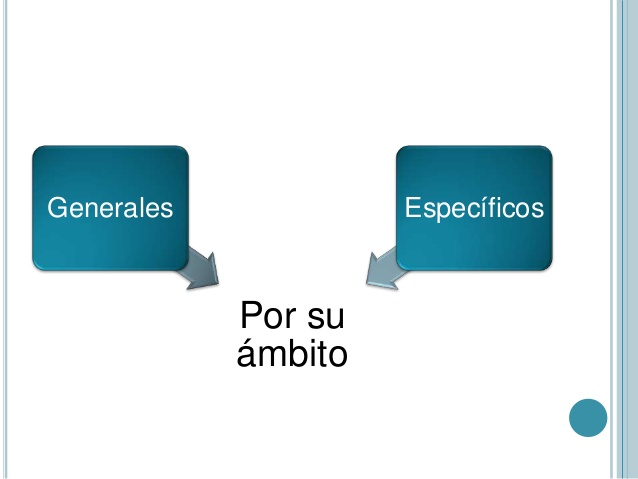 Generales
Específicos
Por su
ámbito